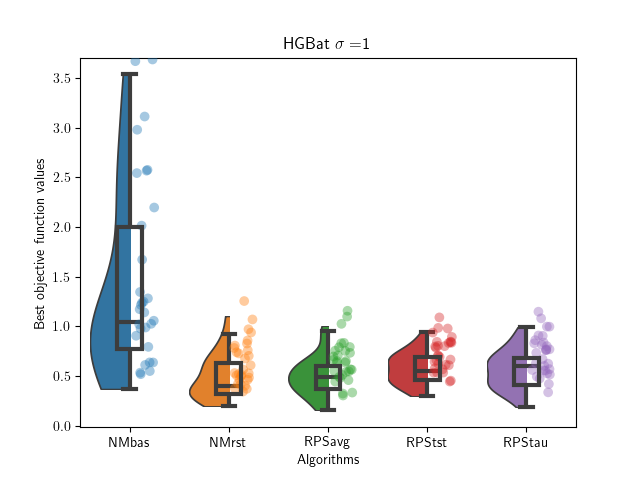 HGBat σ =1
Best objective function values
3.5
3.0
2.5
2.0
1.5
1.0
0.5
0.0
NMbas NMrst RPSavg RPStst RPStau
Algorithms